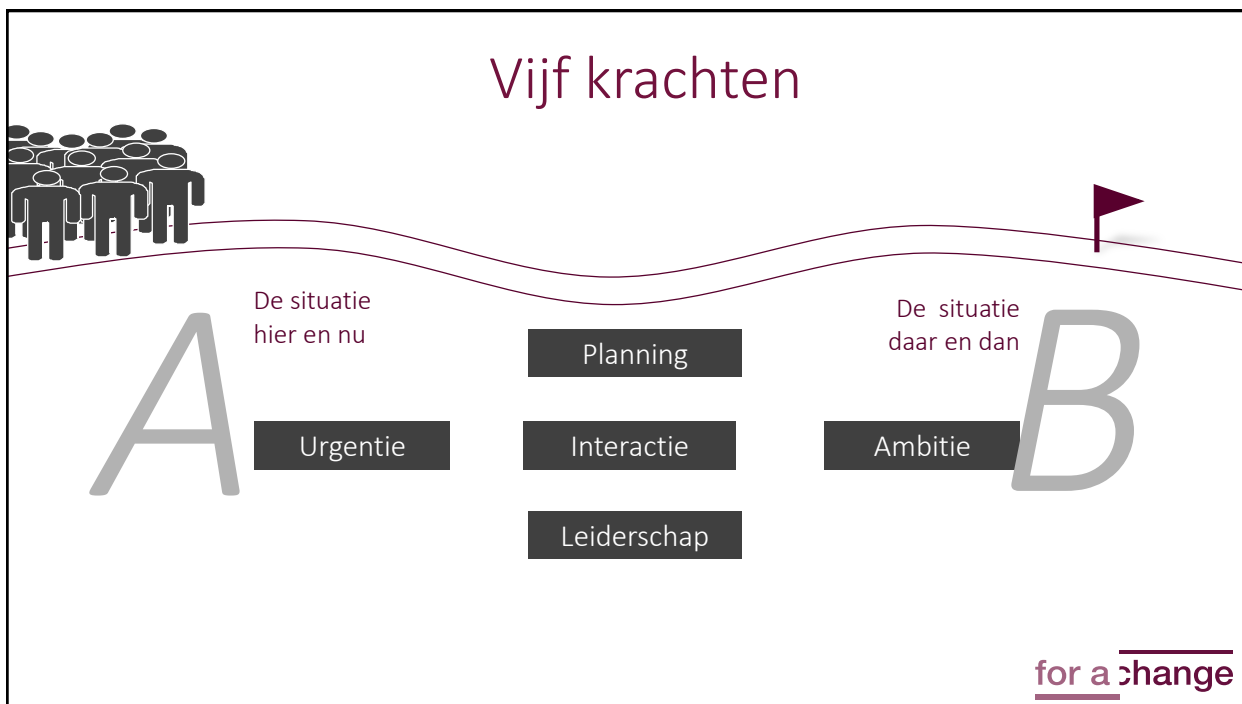 Vijf krachten
De situatie
hier en nu
De situatie
daar en dan
A
B
Planning
Urgentie
Interactie
Ambitie
Leiderschap
for a change